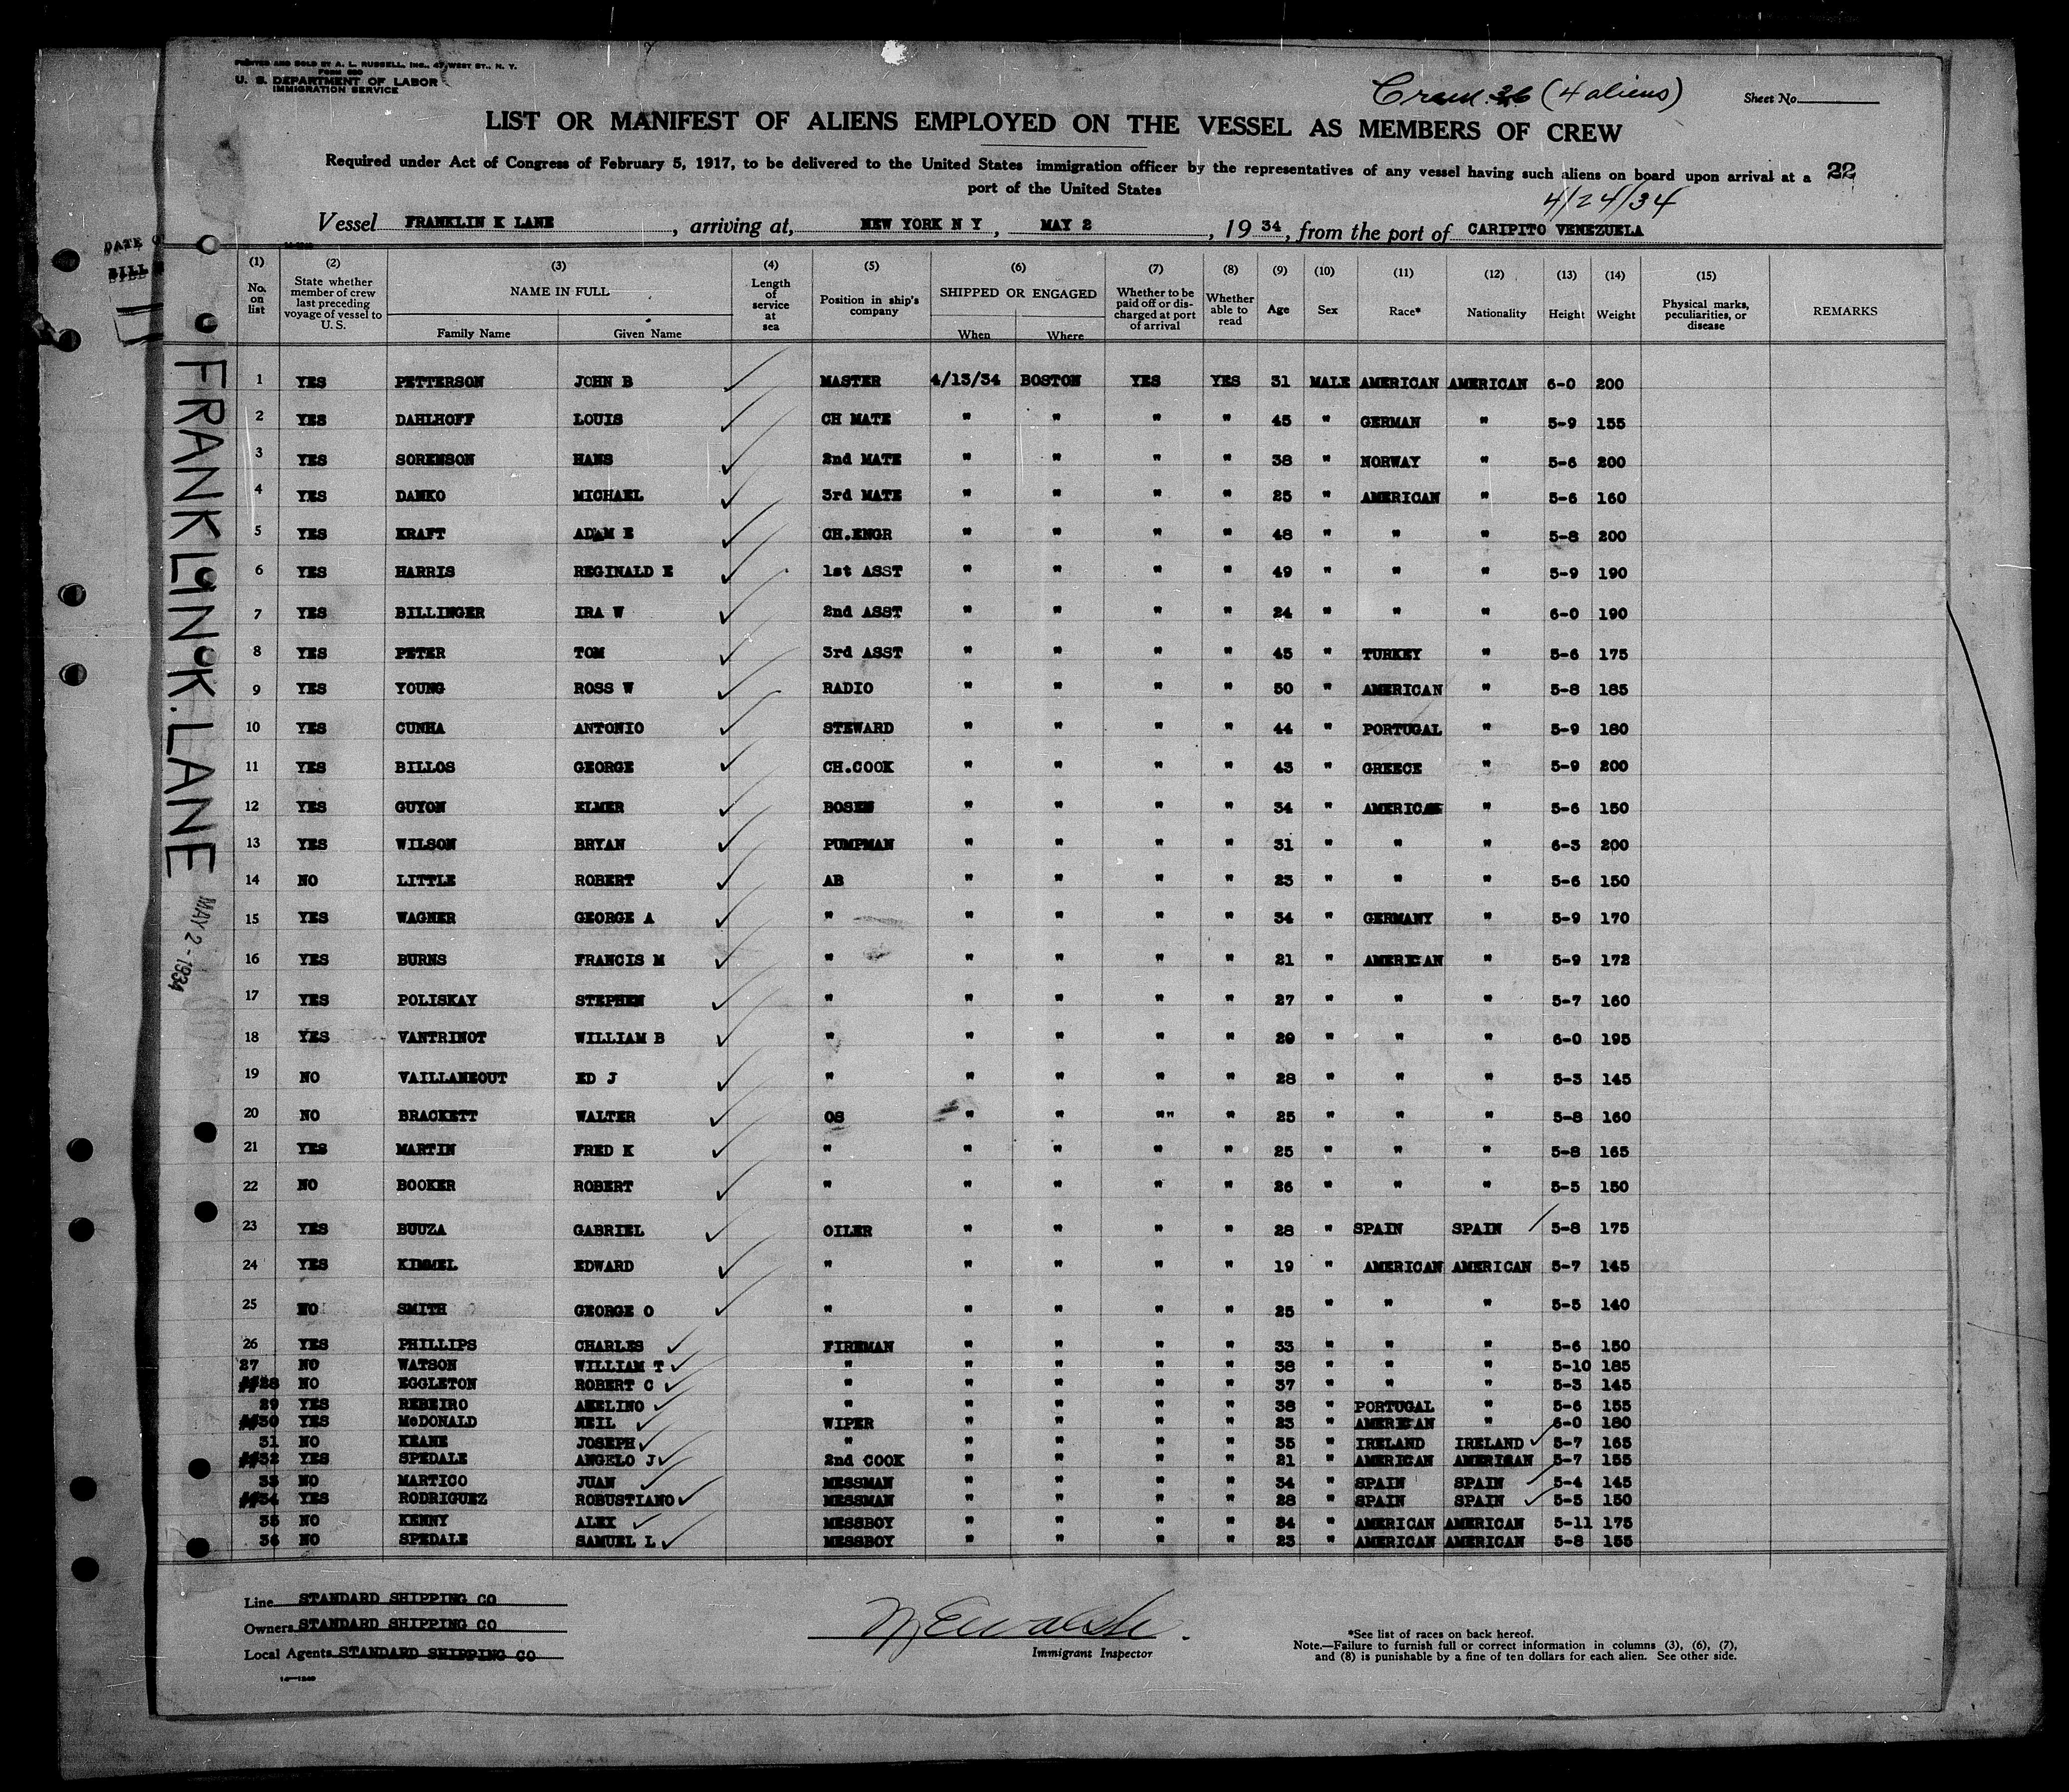 PRINTED AND SOLD BY A. L. RUSSELL, INC., 47 WEST ST., N. Y.
U. S. DEPARTMENT OF LABOR
IMMIGRATION SERVICE
(4 aliens)
Sheet No.
LIST OR MANIFEST OF ALIENS EMPLOYED ON THE VESSEL AS MEMBERS OF CREW
Required under Act of Congress of February 5, 1917, to be delivered to the United States immigration officer by the representatives of any vessel having such aliens on board upon arrival at a
port of the United States
22
4/24/34
Vessel FRANKLIN K LANE, arriving at, NEW YORK N Y, MAY 2, 1934, from the port of CARIPITO VENEZUELA
(1) (2) (3) (4) (5) (6) (7) (8) (9) (10) (11) (12) (13) (14) (15)
No. on list | State whether member of crew last preceding voyage of vessel to U. S. | NAME IN FULL Family Name Given Name | Length of service at sea | Position in ship's company | SHIPPED OR ENGAGED When Where | Whether to be paid off or discharged at port of arrival | Whether able to read | Age | Sex | Race* | Nationality | Height | Weight | Physical marks, peculiarities, or disease | REMARKS
1 YES PETTERSON JOHN B MASTER 4/13/34 BOSTON YES YES 31 MALE AMERICAN AMERICAN 6-0 200
2 YES DAHLHOFF LOUIS CH MATE " " " " 45 " GERMAN " 5-9 155
3 YES SORENSON HANS 2nd MATE " " " " 38 " NORWAY " 5-6 200
4 YES DANKO MICHAEL 3rd MATE " " " " 25 " AMERICAN " 5-6 160
5 YES KRAFT ADAM E CH.ENGR " " " " 48 " " " 5-8 200
6 YES HARRIS REGINALD E 1st ASST " " " " 49 " " " 5-9 190
7 YES BILLINGER IRA W 2nd ASST " " " " 24 " " " 6-0 190
8 YES PETER TOM 3rd ASST " " " " 45 " TURKEY " 5-6 175
9 YES YOUNG ROSS W RADIO " " " " 50 " AMERICAN " 5-8 185
10 YES CUNHA ANTONIO STEWARD " " " " 44 " PORTUGAL " 5-9 180
11 YES BILLOS GEORGE CH.COOK " " " " 43 " GREECE " 5-9 200
12 YES GUYON ELMER BOSEN " " " " 34 " AMERICAN " 5-6 150
13 YES WILSON BRYAN PUMPMAN " " " " 31 " " " 6-3 200
14 NO LITTLE ROBERT AB " " " " 23 " " " 5-6 150
15 YES WAGNER GEORGE A " " " " " 34 " GERMANY " 5-9 170
16 YES BURNS FRANCIS M " " " " " 21 " AMERICAN " 5-9 172
17 YES POLISKAY STEPHEN " " " " " 27 " " " 5-7 160
18 YES VANTRINOT WILLIAM B " " " " " 29 " " " 6-0 195
19 NO VAILLANEOUT ED J " " " " " 28 " " " 5-3 145
20 NO BRACKETT WALTER OS " " "" " 25 " " " 5-8 160
21 YES MARTIN FRED K " " " " " 25 " " " 5-8 165
22 NO BOOKER ROBERT " " " " " 26 " " " 5-5 150
23 YES BUUZA GABRIEL OILER " " " " 28 " SPAIN SPAIN 5-8 175
24 YES KIMMEL EDWARD " " " " " 19 " AMERICAN AMERICAN 5-7 145
25 NO SMITH GEORGE O " " " " " 25 " " " 5-5 140
26 YES PHILLIPS CHARLES FIREMAN " " " " 33 " " " 5-6 150
27 NO WATSON WILLIAM T " " " " " 38 " " " 5-10 185
28 NO EGGLETON ROBERT C " " " " " 37 " " " 5-3 145
29 YES REBEIRO AVELINO " " " " " 38 " PORTUGAL " 5-6 155
30 YES McDONALD NEIL WIPER " " " " 23 " AMERICAN " 6-0 180
31 NO KEANE JOSEPH " " " " " 35 " IRELAND IRELAND 5-7 165
32 YES SPEDALE ANGELO J 2nd COOK " " " " 21 " AMERICAN AMERICAN 5-7 155
33 NO MARTICO JUAN MESSMAN " " " " 34 " SPAIN SPAIN 5-4 145
34 YES RODRIGUEZ ROBUSTIANO MESSMAN " " " " 28 " SPAIN SPAIN 5-5 150
35 NO KENNY ALEX MESSBOY " " " " 24 " AMERICAN AMERICAN 5-11 175
36 NO SPEDALE SAMUEL L MESSBOY " " " " 23 " AMERICAN AMERICAN 5-8 155
FRANKLIN K. LANE
MAY 2 - 1934
Line STANDARD SHIPPING CO
Owners STANDARD SHIPPING CO
Local Agents STANDARD SHIPPING CO
Immigrant Inspector
*See list of races on back hereof.
Note.—Failure to furnish full or correct information in columns (3), (6), (7),
and (8) is punishable by a fine of ten dollars for each alien. See other side.